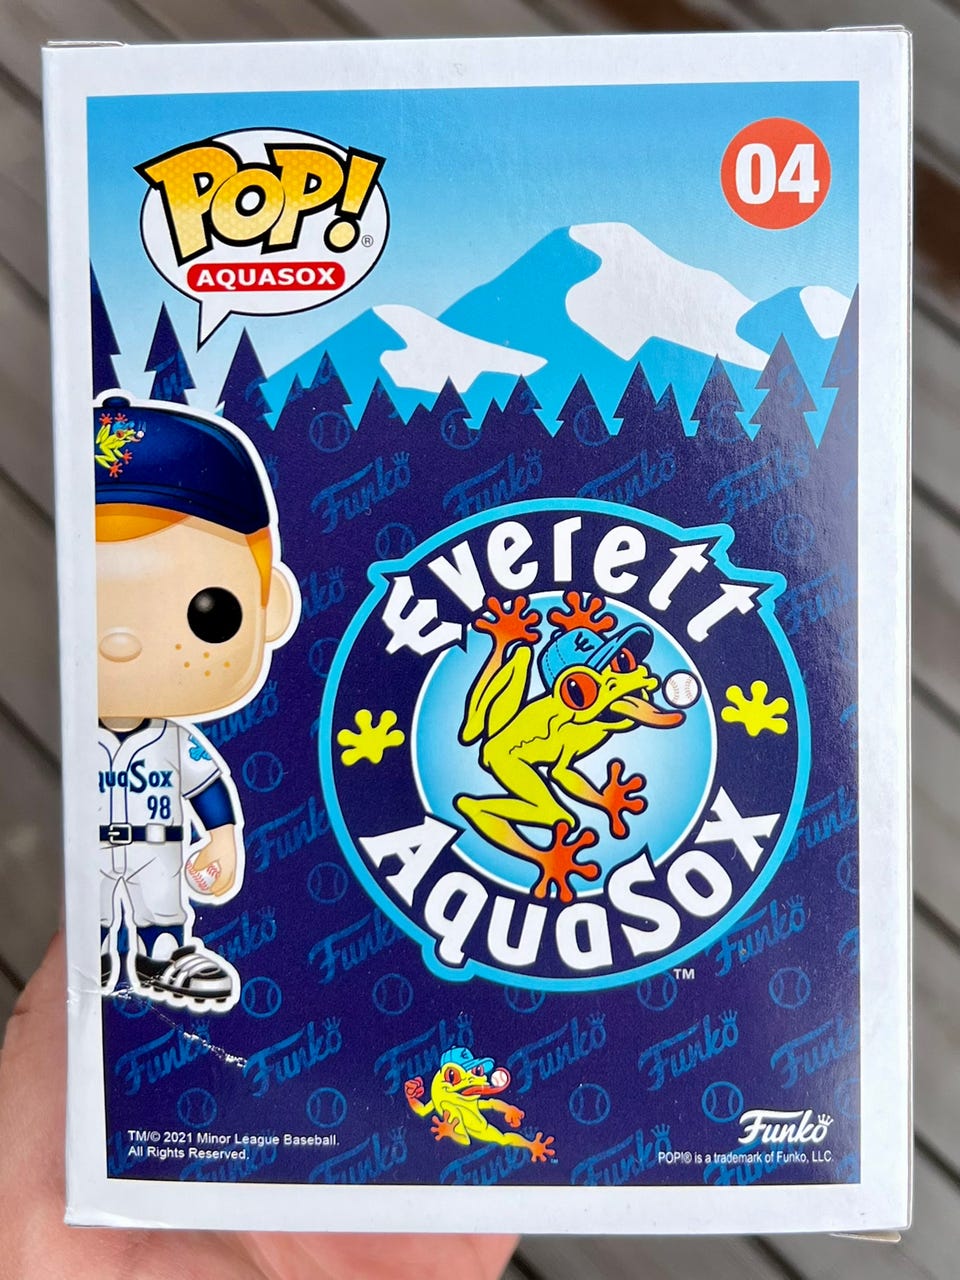 POP!®
AQUASOX
04
Everett
AquaSox
TM
quaSox
98
TM/© 2021 Minor League Baseball.
All Rights Reserved.
Funko
POP!® is a trademark of Funko, LLC.